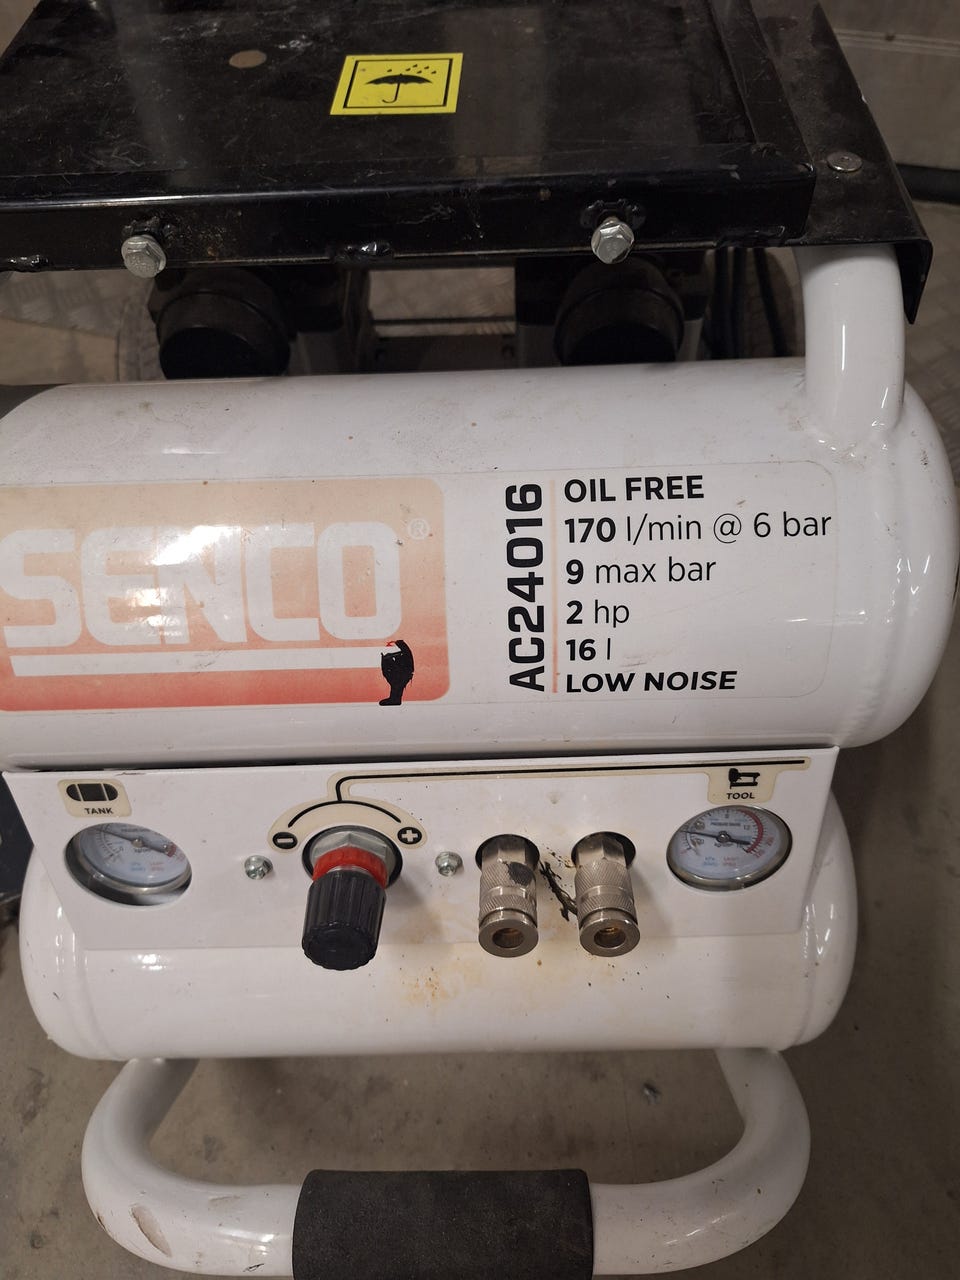 SENCO®
AC24016
OIL FREE
170 l/min @ 6 bar
9 max bar
2 hp
16 l
LOW NOISE
TANK
TOOL